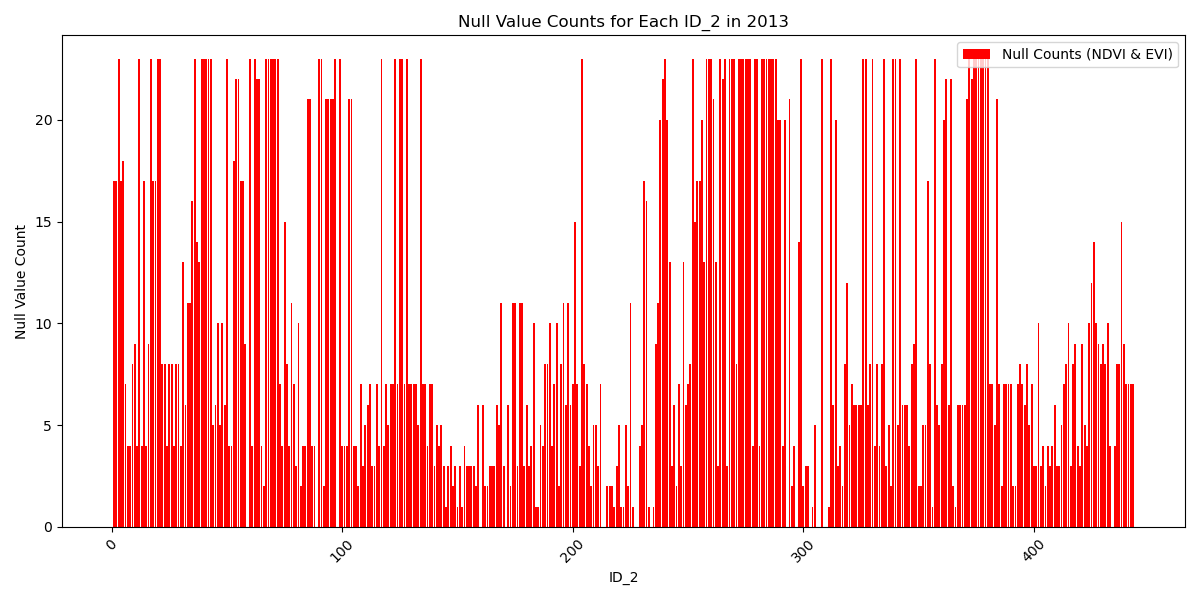 Null Value Counts for Each ID_2 in 2013
Null Counts (NDVI & EVI)
Null Value Count
20
15
10
5
0
0
100
200
300
400
ID_2